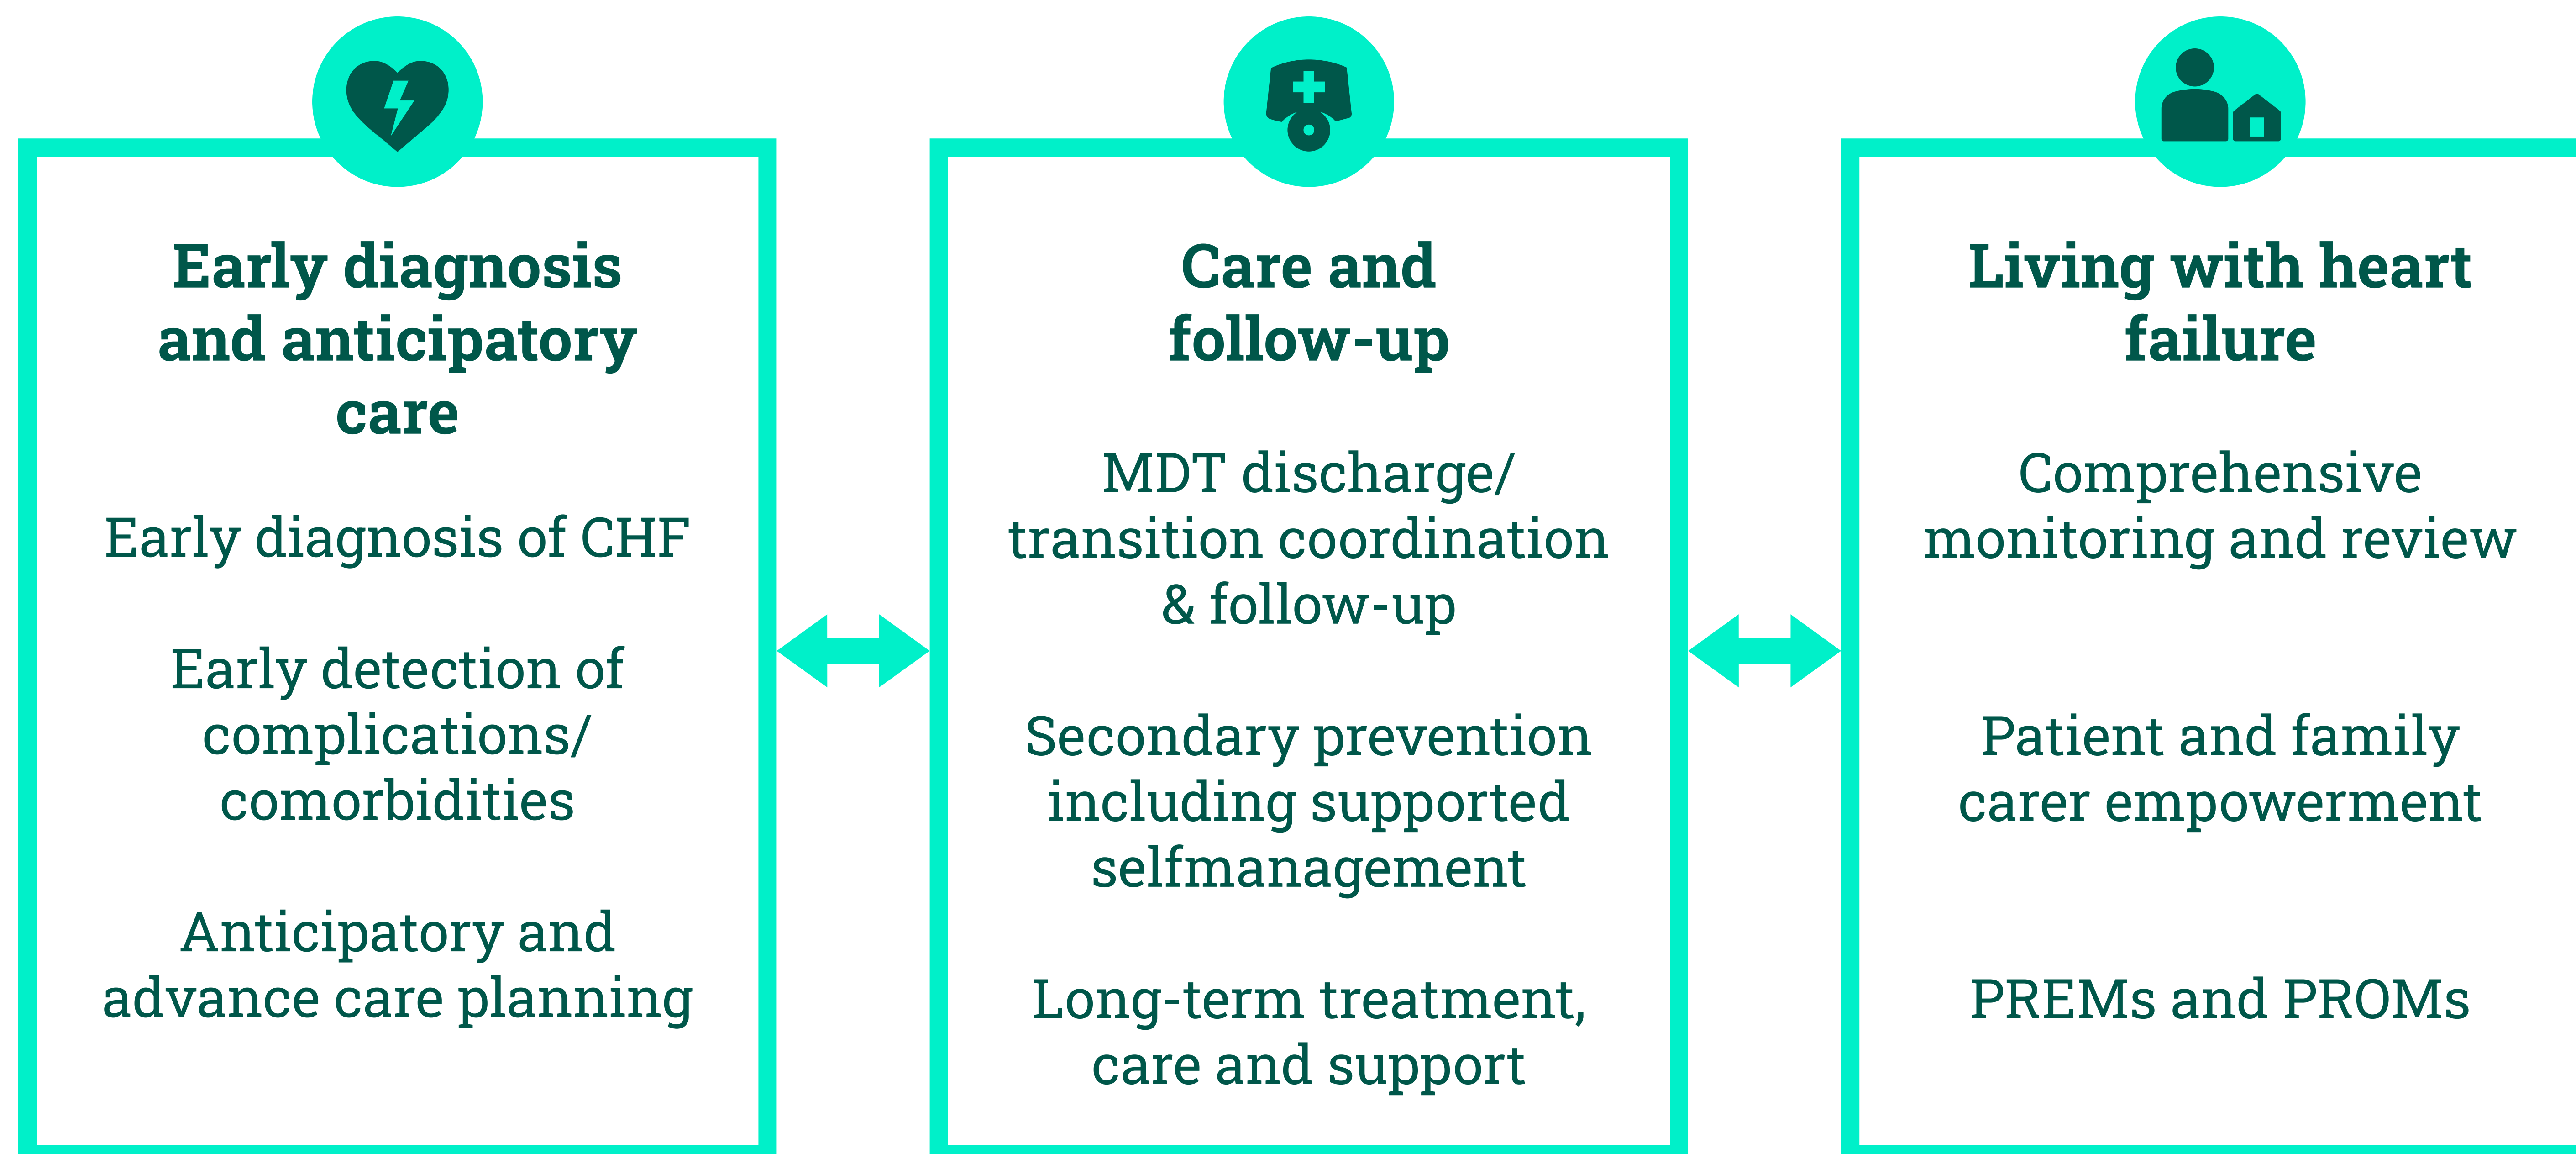 Early diagnosis
and anticipatory
care
Early diagnosis of CHF
Early detection of
complications/
comorbidities
Anticipatory and
advance care planning
Care and
follow-up
MDT discharge/
transition coordination
& follow-up
Secondary prevention
including supported
selfmanagement
Long-term treatment,
care and support
Living with heart
failure
Comprehensive
monitoring and review
Patient and family
carer empowerment
PREMs and PROMs